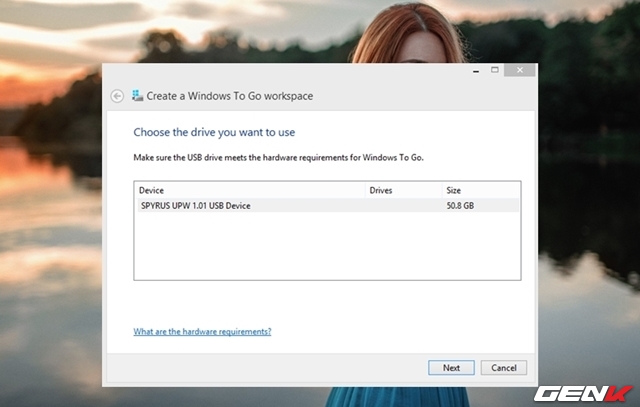 Create a Windows To Go workspace
Choose the drive you want to use
Make sure the USB drive meets the hardware requirements for Windows To Go.
Device Drives Size
SPYRUS UPW 1.01 USB Device 50.8 GB
What are the hardware requirements?
Next Cancel
GENK